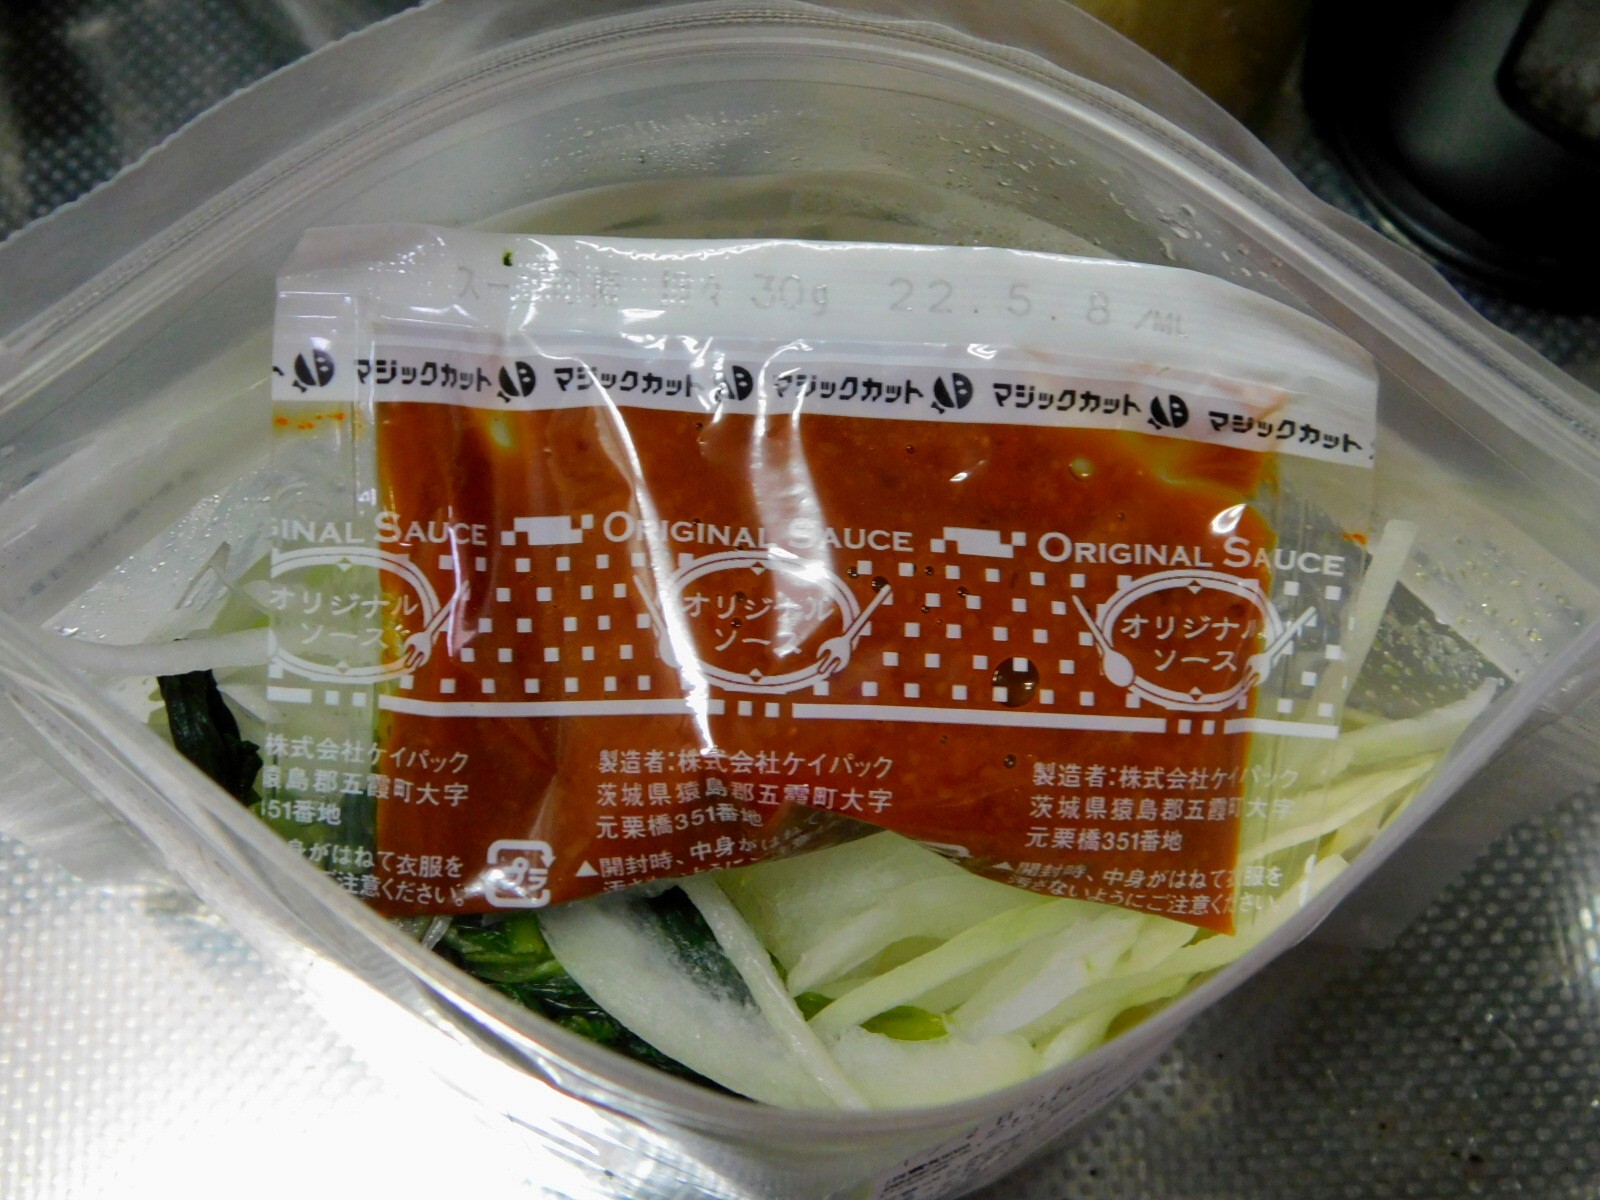 30g 22.5.8/ML
マジックカット マジックカット マジックカット マジックカット マジックカット
GINAL SAUCE ORIGINAL SAUCE ORIGINAL SAUCE
オリジナル
ソース
オリジナル
ソース
オリジナル
ソース
株式会社ケイパック
島郡五霞町大字
351番地
身がはねて衣服を
ご注意ください。
プラ
製造者:株式会社ケイパック
茨城県猿島郡五霞町大字
元栗橋351番地
▲開封時、中身がは
製造者:株式会社ケイパック
茨城県猿島郡五霞町大字
元栗橋351番地
▲開封時、中身がはねて衣服を
汚さないようにご注意くださ